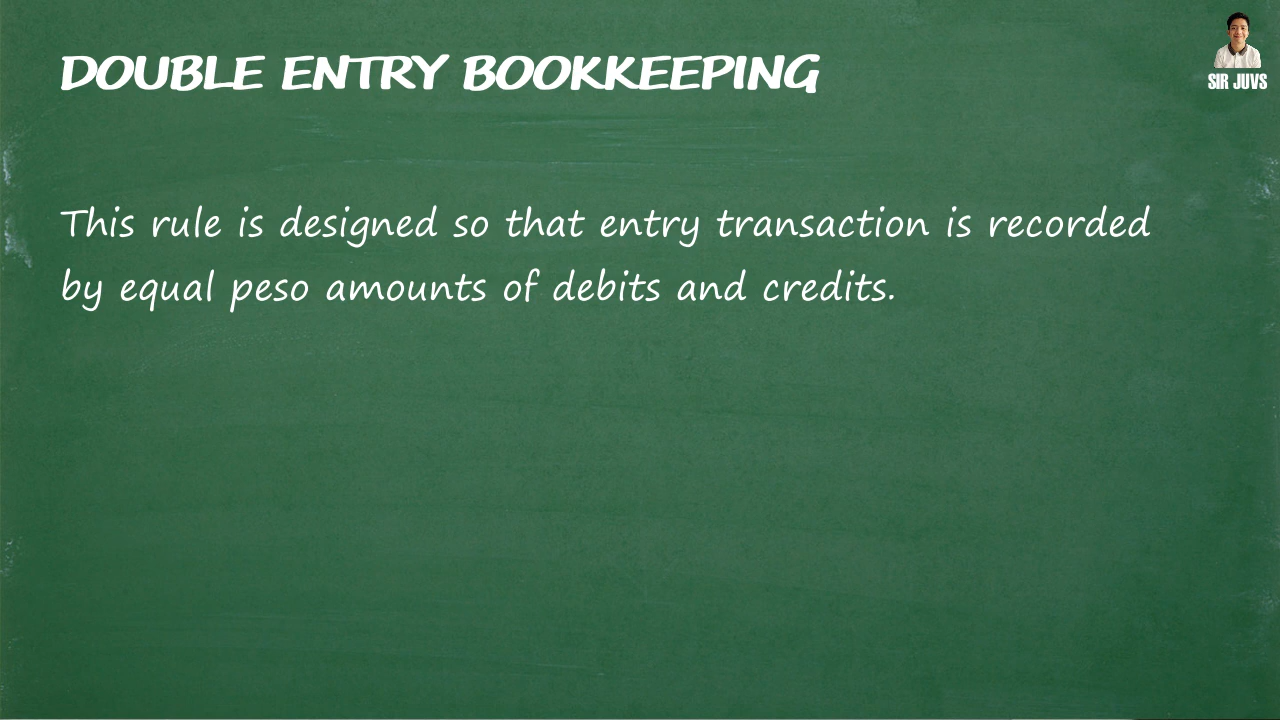 DOUBLE ENTRY BOOKKEEPING
SIR JUVS
This rule is designed so that entry transaction is recorded
by equal peso amounts of debits and credits.